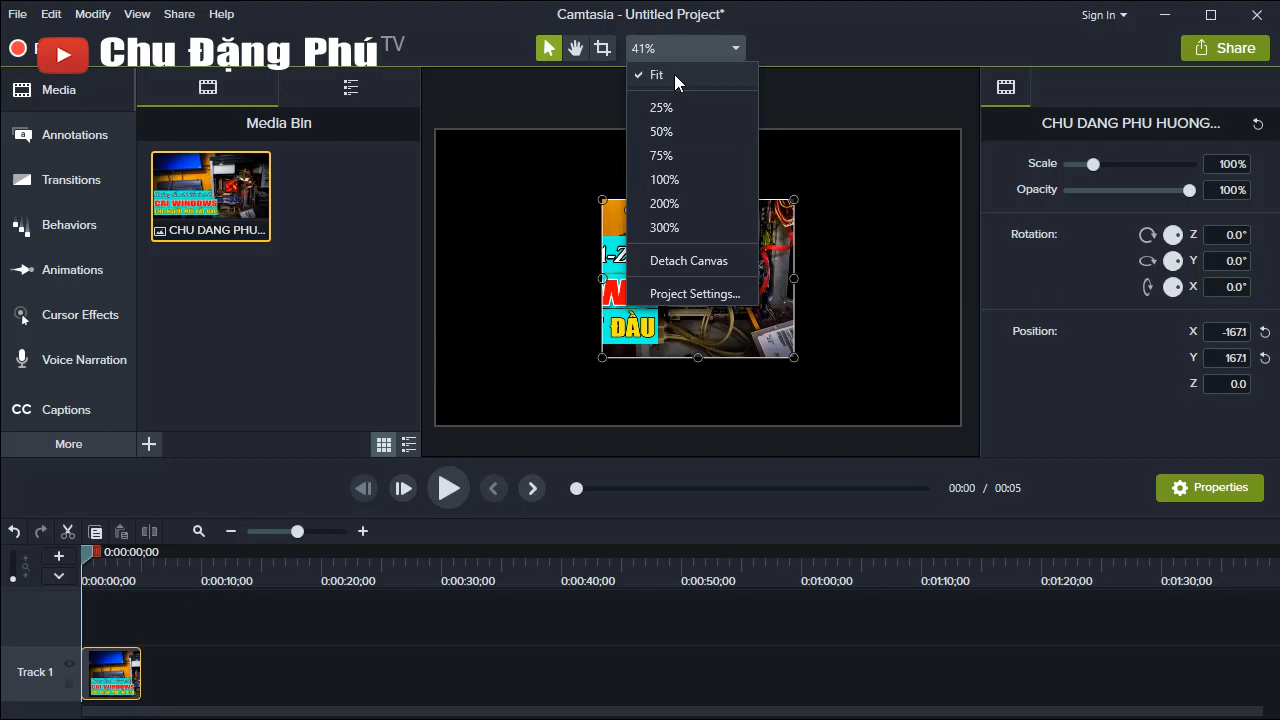 File Edit Modify View Share Help
Camtasia - Untitled Project*
Sign In
Chu Đặng Phú TV
41%
Share
Media
Annotations
Transitions
Behaviors
Animations
Cursor Effects
Voice Narration
CC Captions
More
Media Bin
CAI WINDOWS
CHU DANG PHU...
Fit
25%
50%
75%
100%
200%
300%
Detach Canvas
Project Settings...
ĐẦU
CHU DANG PHU HUONG...
Scale 100%
Opacity 100%
Rotation: Z 0.0°
Y 0.0°
X 0.0°
Position: X -167.1
Y 167.1
Z 0.0
00:00 / 00:05
Properties
0:00:00;00
0:00:00;00 0:00:10;00 0:00:20;00 0:00:30;00 0:00:40;00 0:00:50;00 0:01:00;00 0:01:10;00 0:01:20;00 0:01:30;00
Track 1
CAI WINDOWS